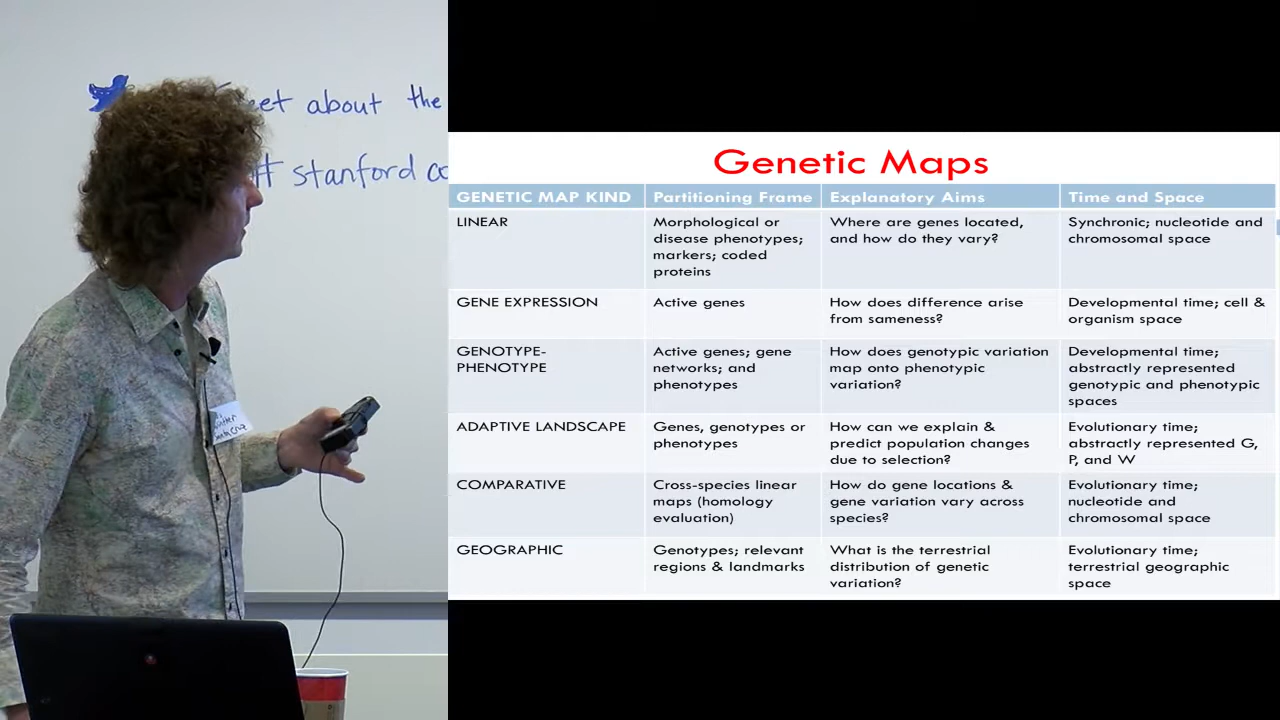 eet about the
# stanford
Genetic Maps
GENETIC MAP KIND Partitioning Frame Explanatory Aims Time and Space
LINEAR
Morphological or
disease phenotypes;
markers; coded
proteins
Where are genes located,
and how do they vary?
Synchronic; nucleotide and
chromosomal space
GENE EXPRESSION
Active genes
How does difference arise
from sameness?
Developmental time; cell &
organism space
GENOTYPE-
PHENOTYPE
Active genes; gene
networks; and
phenotypes
How does genotypic variation
map onto phenotypic
variation?
Developmental time;
abstractly represented
genotypic and phenotypic
spaces
ADAPTIVE LANDSCAPE
Genes, genotypes or
phenotypes
How can we explain &
predict population changes
due to selection?
Evolutionary time;
abstractly represented G,
P, and W
COMPARATIVE
Cross-species linear
maps (homology
evaluation)
How do gene locations &
gene variation vary across
species?
Evolutionary time;
nucleotide and
chromosomal space
GEOGRAPHIC
Genotypes; relevant
regions & landmarks
What is the terrestrial
distribution of genetic
variation?
Evolutionary time;
terrestrial geographic
space